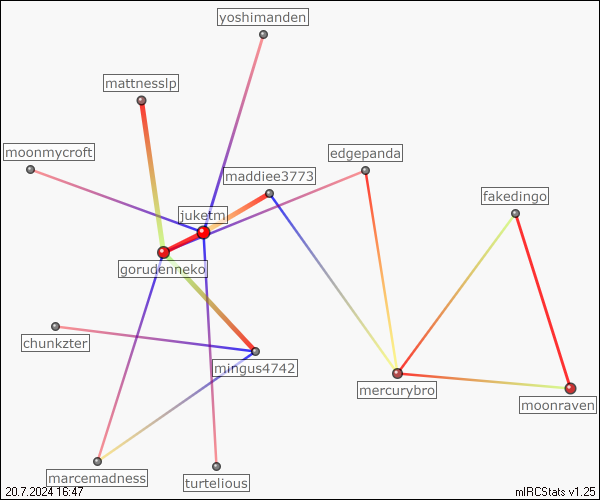 yoshimanden
mattnesslp
moonmycroft
edgepanda
maddiee3773
fakedingo
juketm
gorudenneko
chunkzter
mingus4742
mercurybro
moonraven
marcemadness
turtelious
20.7.2024 16:47
mIRCStats v1.25